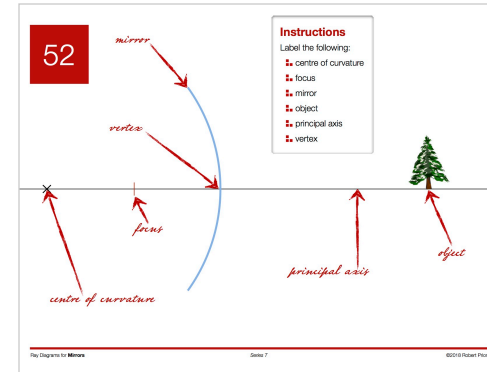 52
mirror
Instructions
Label the following:
centre of curvature
focus
mirror
object
principal axis
vertex
vertex
focus
object
principal axis
centre of curvature
Ray Diagrams for Mirrors
Series 7
©2018 Robert Prior